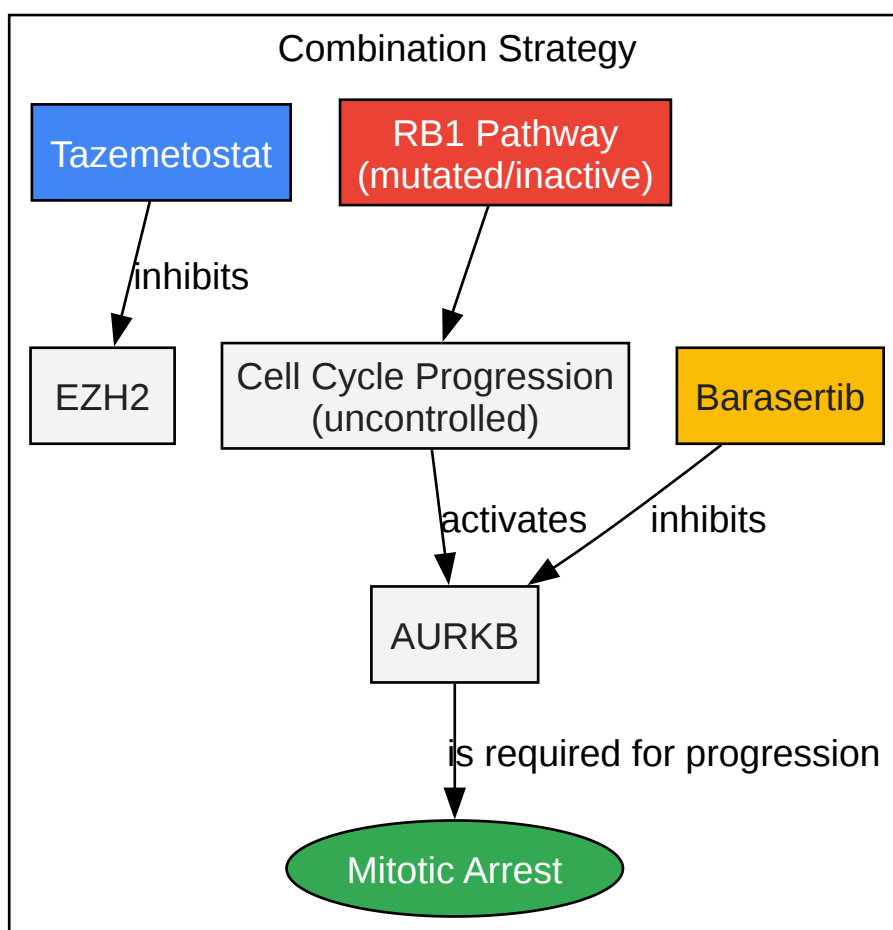 Combination Strategy
Tazemetostat
RB1 Pathway
(mutated/inactive)
inhibits
EZH2
Cell Cycle Progression
(uncontrolled)
Barasertib
activates
inhibits
AURKB
is required for progression
Mitotic Arrest